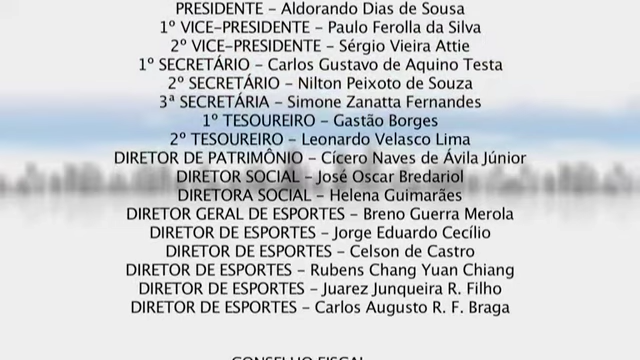 PRESIDENTE – Aldorando Dias de Sousa
1º VICE-PRESIDENTE – Paulo Ferolla da Silva
2º VICE-PRESIDENTE – Sérgio Vieira Attie
1º SECRETÁRIO – Carlos Gustavo de Aquino Testa
2º SECRETÁRIO – Nilton Peixoto de Souza
3ª SECRETÁRIA – Simone Zanatta Fernandes
1º TESOUREIRO – Gastão Borges
2º TESOUREIRO – Leonardo Velasco Lima
DIRETOR DE PATRIMÔNIO – Cícero Naves de Ávila Júnior
DIRETOR SOCIAL – José Oscar Bredariol
DIRETORA SOCIAL – Helena Guimarães
DIRETOR GERAL DE ESPORTES – Breno Guerra Merola
DIRETOR DE ESPORTES – Jorge Eduardo Cecílio
DIRETOR DE ESPORTES – Celson de Castro
DIRETOR DE ESPORTES – Rubens Chang Yuan Chiang
DIRETOR DE ESPORTES – Juarez Junqueira R. Filho
DIRETOR DE ESPORTES – Carlos Augusto R. F. Braga
CONSELHO FISCAL